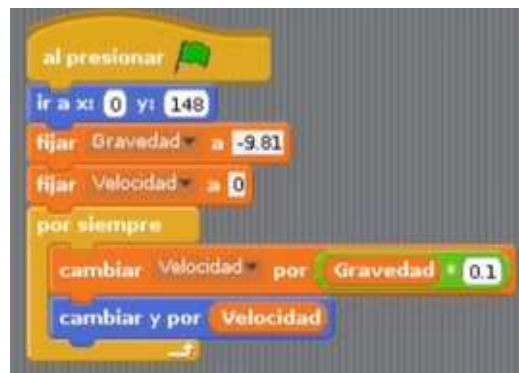 al presionar
ir a x: 0 y: 148
fijar Gravedad a -9.81
fijar Velocidad a 0
por siempre
cambiar Velocidad por Gravedad * 0.1
cambiar y por Velocidad